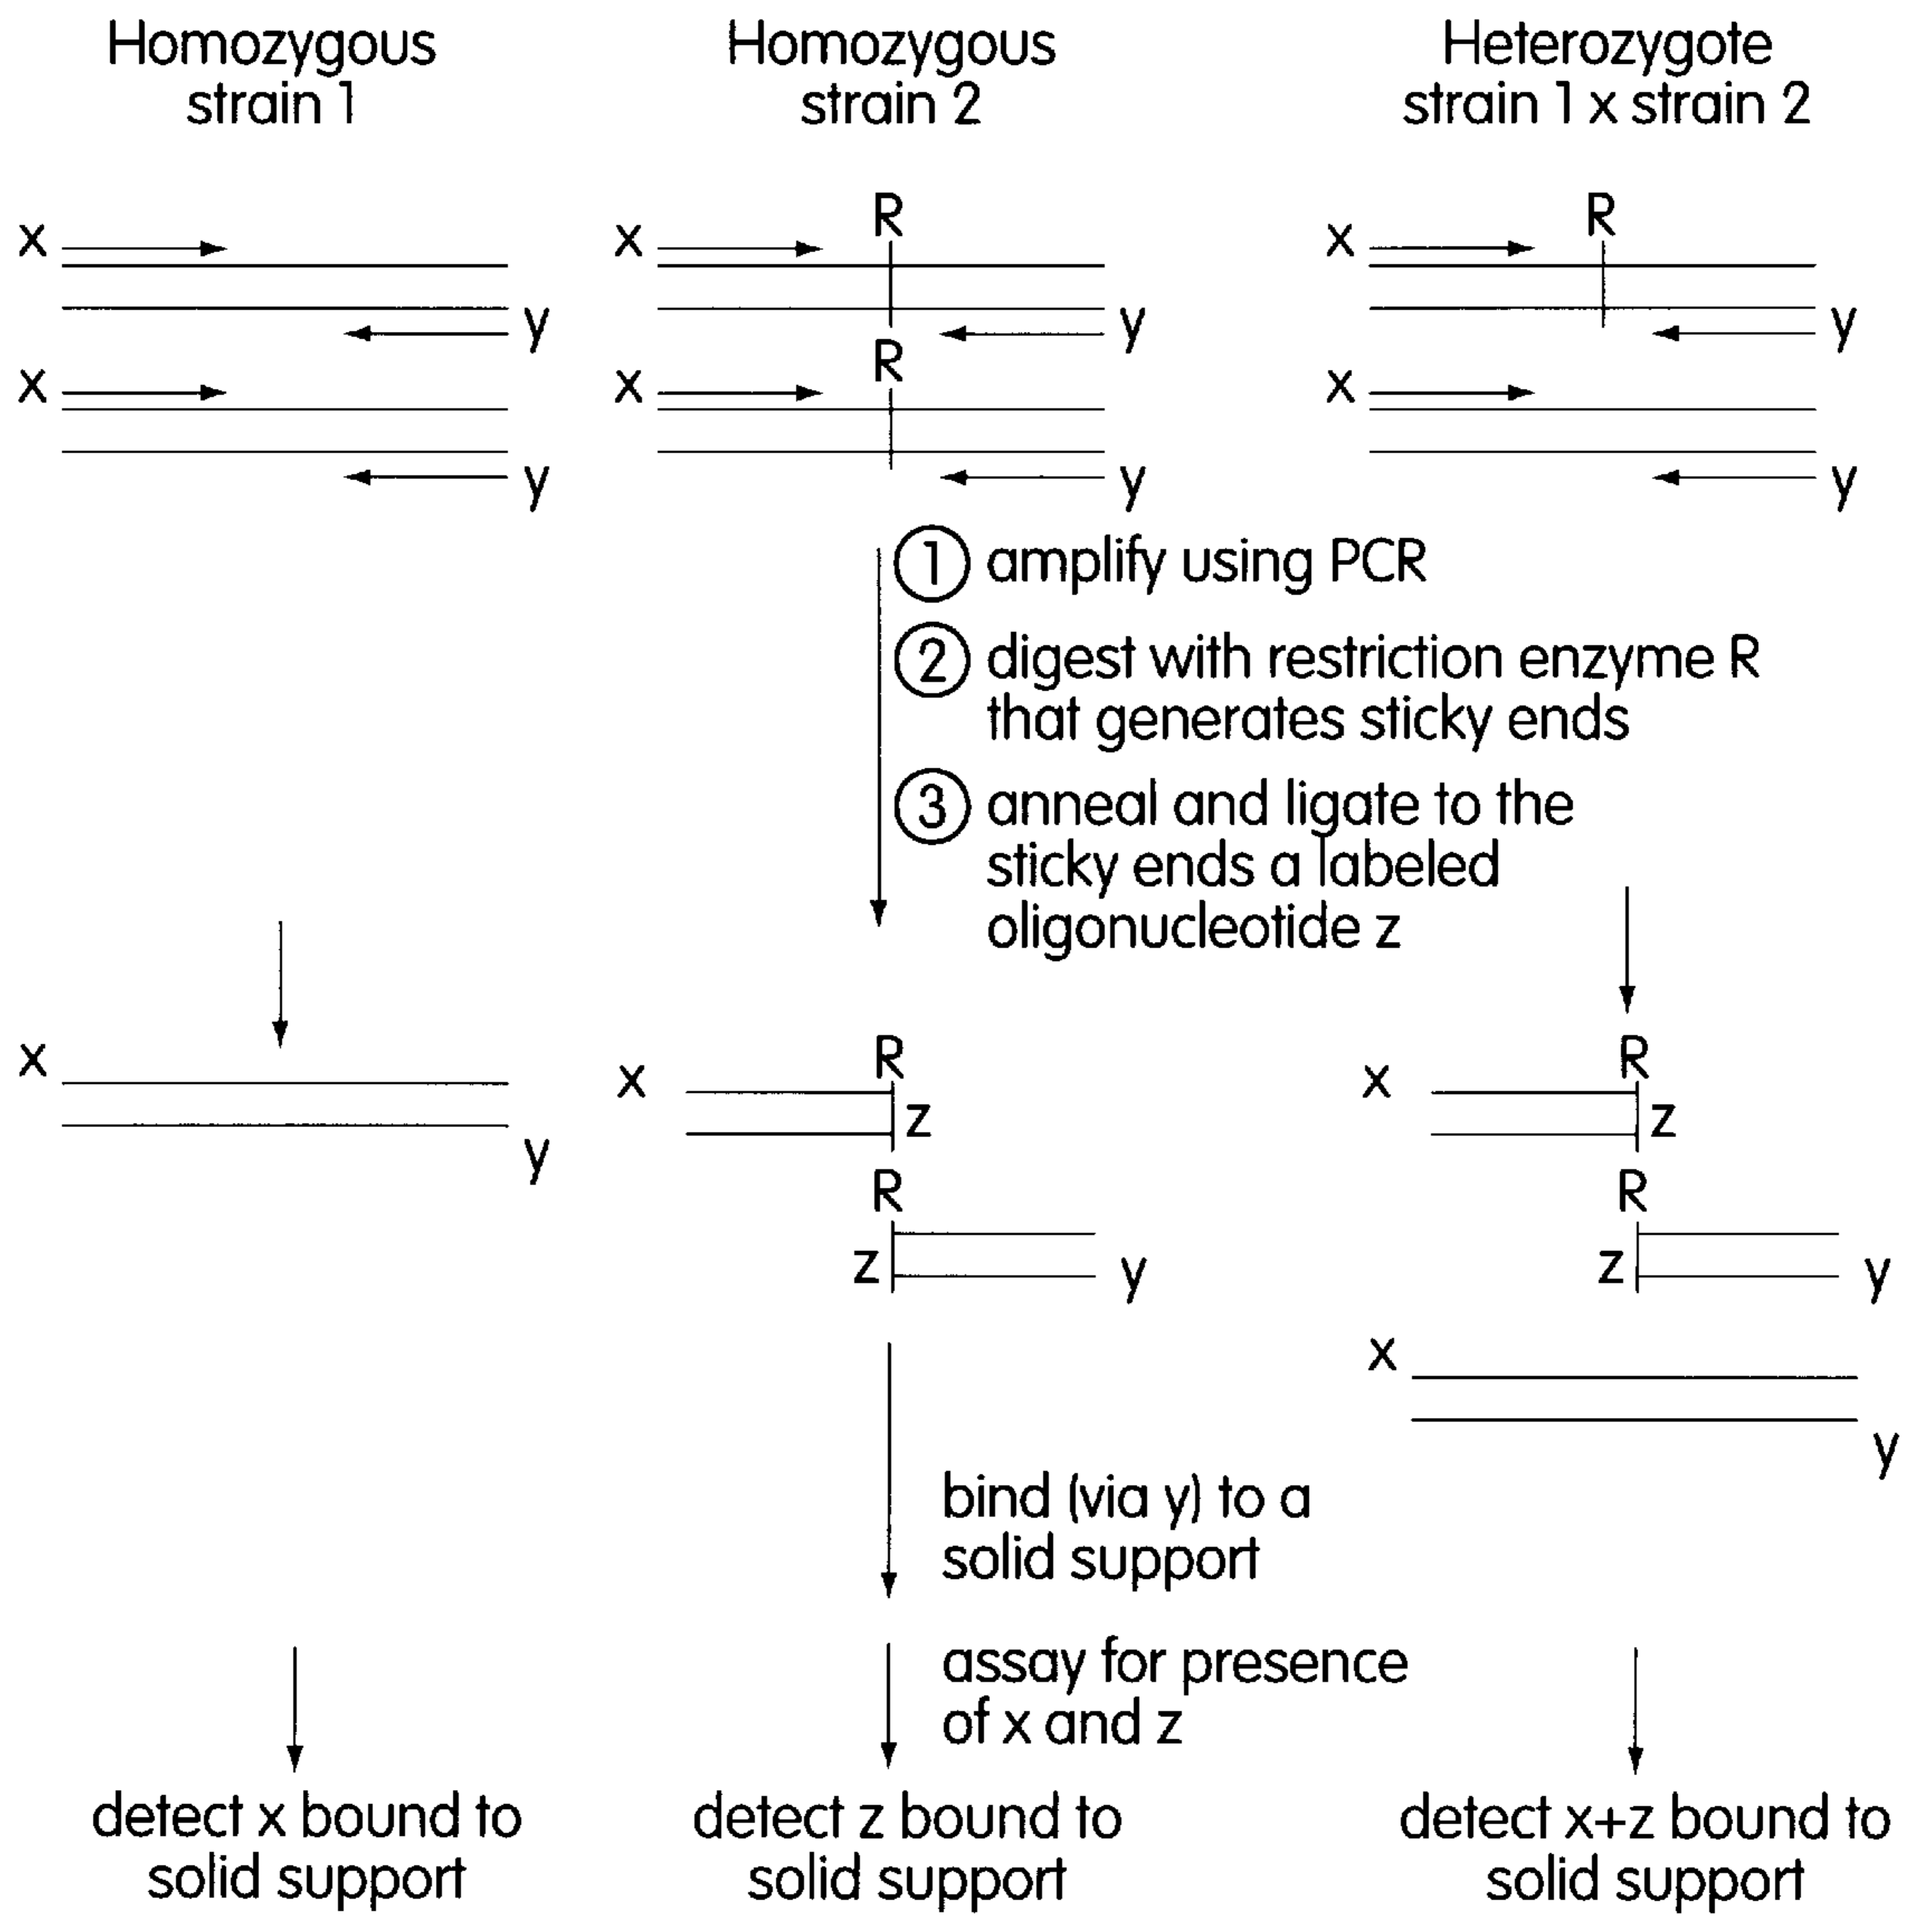 Homozygous
strain 1
Homozygous
strain 2
Heterozygote
strain 1 x strain 2
R
R
x
x
x
y
y
y
R
x
x
x
y
y
y
1 amplify using PCR
2 digest with restriction enzyme R
that generates sticky ends
3 anneal and ligate to the
sticky ends a labeled
oligonucleotide z
R
R
x
x
x
z
z
y
R
R
z
y
z
y
x
y
bind (via y) to a
solid support
assay for presence
of x and z
detect x bound to
solid support
detect z bound to
solid support
detect x+z bound to
solid support